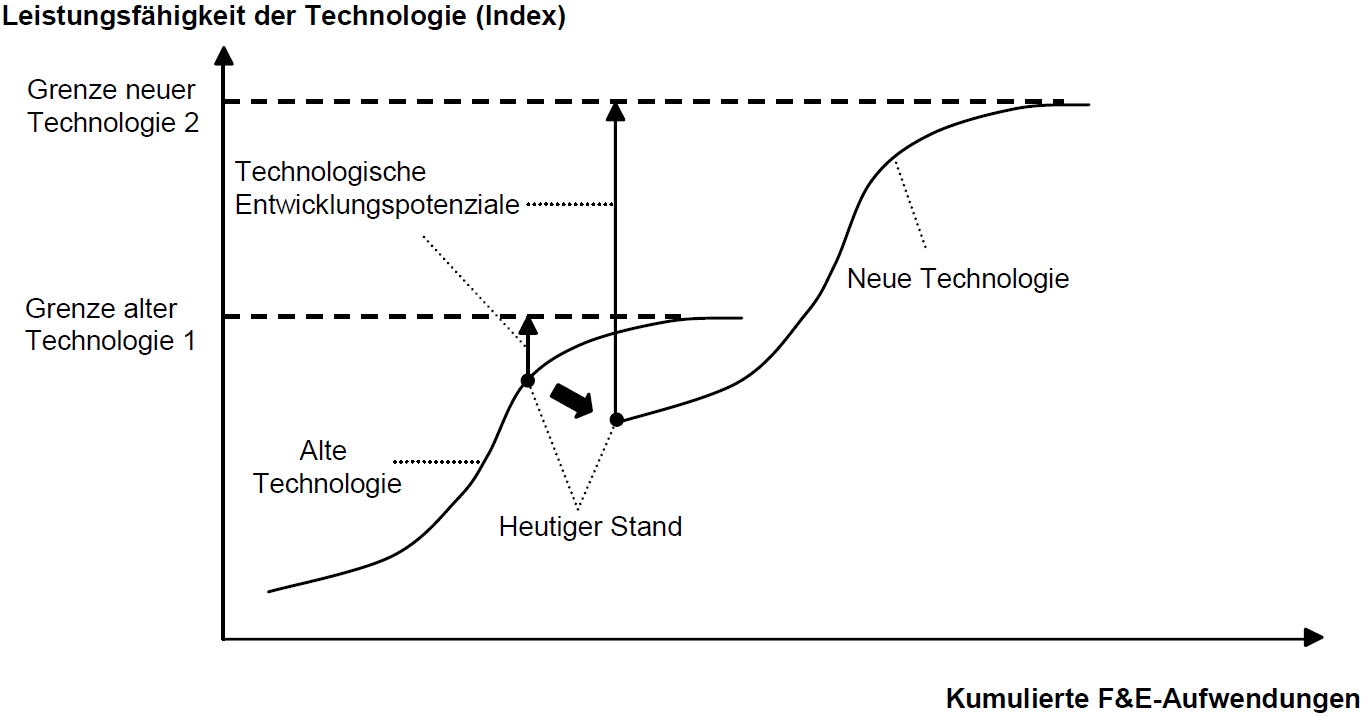 Leistungsfähigkeit der Technologie (Index)
Grenze neuer
Technologie 2
Technologische
Entwicklungspotenziale
Neue Technologie
Grenze alter
Technologie 1
Alte
Technologie
Heutiger Stand
Kumulierte F&E-Aufwendungen